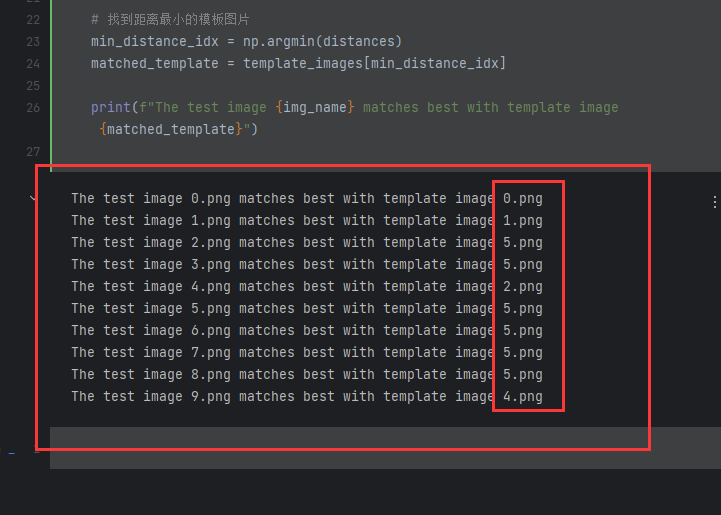 22 # 找到距离最小的模板图片
23 min_distance_idx = np.argmin(distances)
24 matched_template = template_images[min_distance_idx]
25
26 print(f"The test image {img_name} matches best with template image
{matched_template}")
27
The test image 0.png matches best with template image 0.png
The test image 1.png matches best with template image 1.png
The test image 2.png matches best with template image 5.png
The test image 3.png matches best with template image 5.png
The test image 4.png matches best with template image 2.png
The test image 5.png matches best with template image 5.png
The test image 6.png matches best with template image 5.png
The test image 7.png matches best with template image 5.png
The test image 8.png matches best with template image 5.png
The test image 9.png matches best with template image 4.png